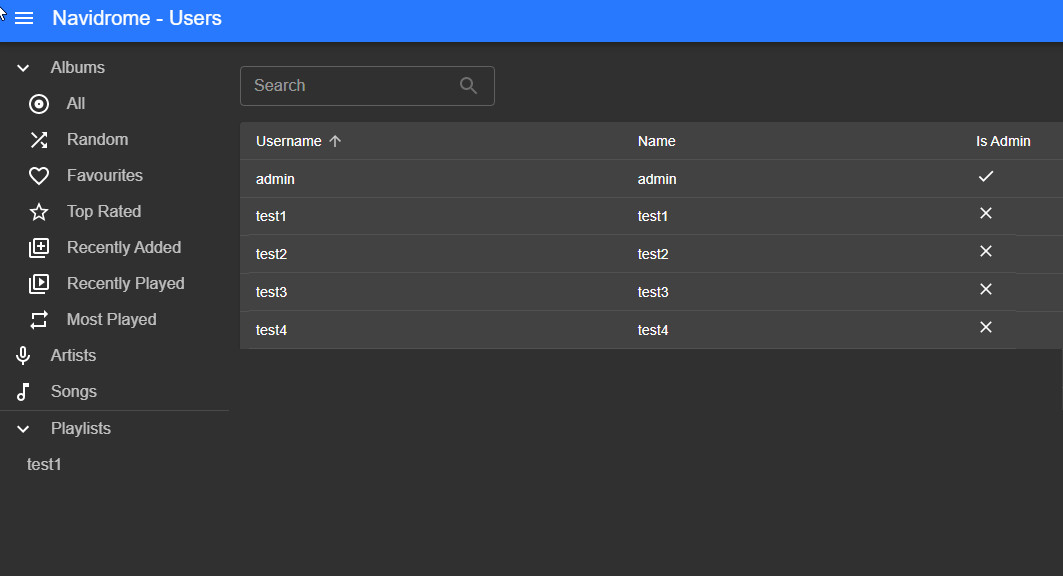 Navidrome - Users
Albums
All
Random
Favourites
Top Rated
Recently Added
Recently Played
Most Played
Artists
Songs
Playlists
test1
Search
Username Name Is Admin
admin admin
test1 test1
test2 test2
test3 test3
test4 test4